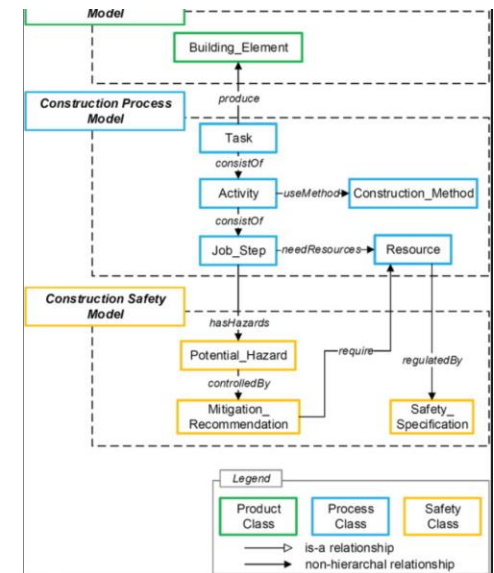 Model
Building_Element
produce
Construction Process
Model
Task
consistOf
Activity
useMethod
Construction_Method
consistOf
Job_Step
needResources
Resource
Construction Safety
Model
hasHazards
Potential_Hazard
require
regulatedBy
controlledBy
Mitigation_
Recommendation
Safety_
Specification
Legend
Product
Class
Process
Class
Safety
Class
is-a relationship
non-hierarchal relationship